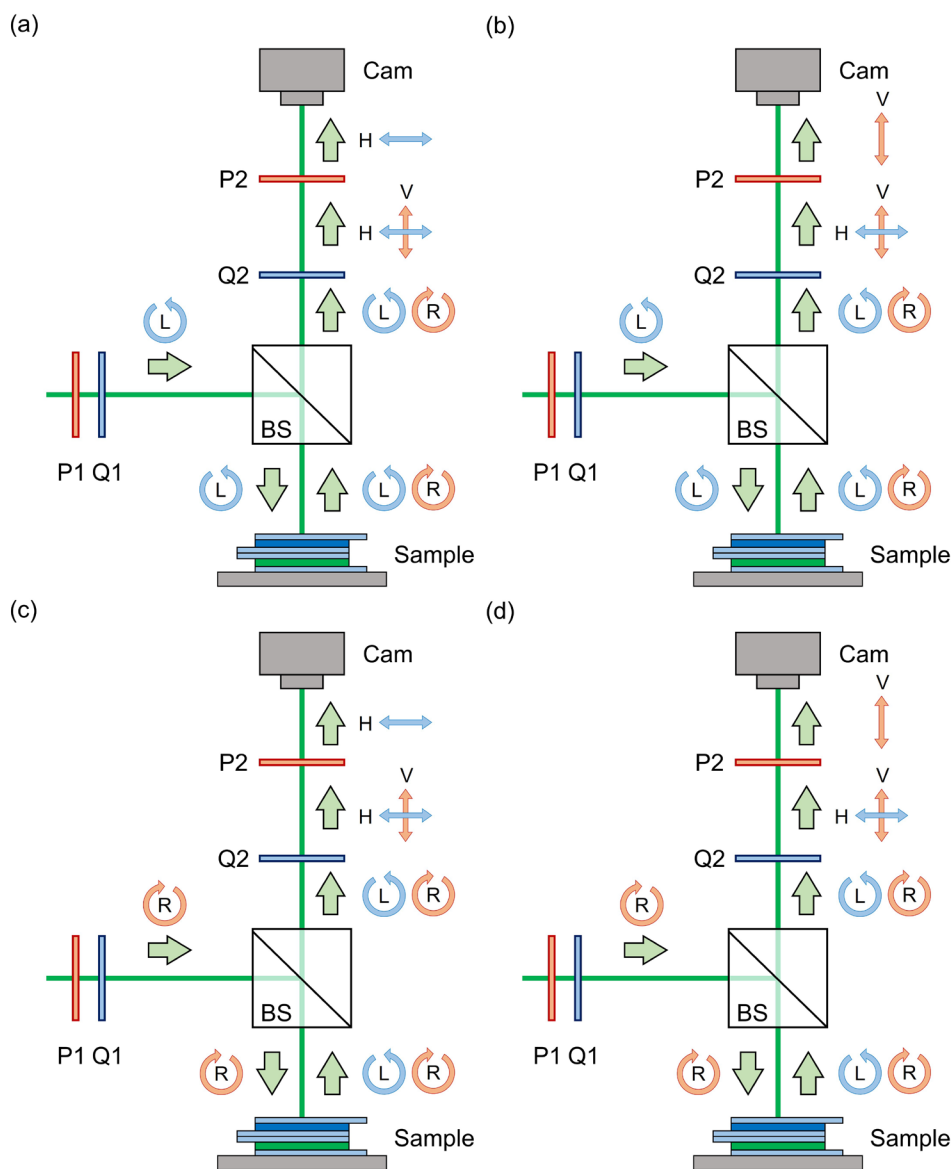 (a)
Cam
H
P2
V
H
Q2
L R
L
BS
P1 Q1
L L R
Sample
(b)
Cam
V
P2
V
H
Q2
L R
L
BS
P1 Q1
L L R
Sample
(c)
Cam
H
P2
V
H
Q2
L R
R
BS
P1 Q1
R L R
Sample
(d)
Cam
V
P2
V
H
Q2
L R
R
BS
P1 Q1
R L R
Sample